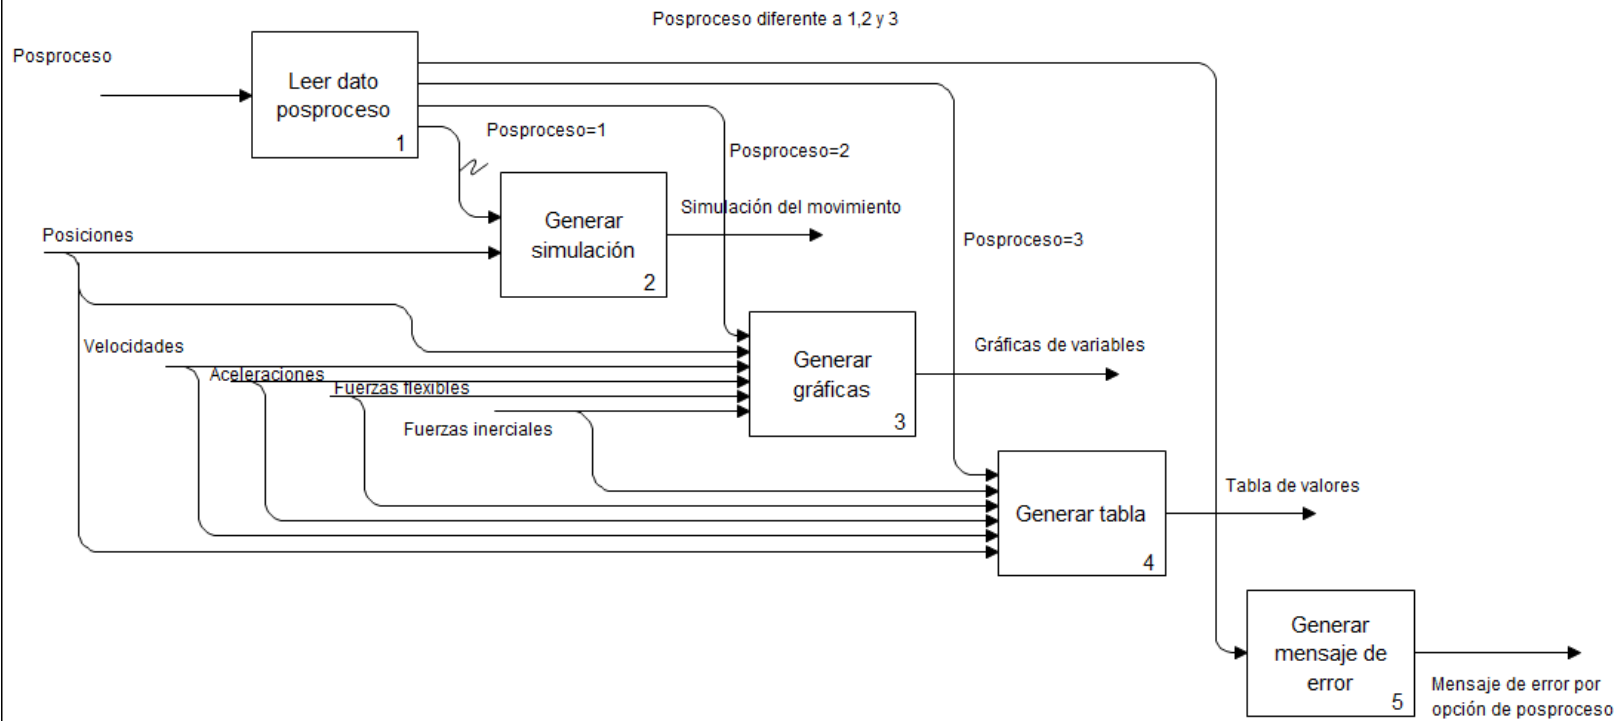 Posproceso diferente a 1,2 y 3
Posproceso
Leer dato
posproceso
1
Posproceso=1
Posproceso=2
Generar
simulación
2
Simulación del movimiento
Posiciones
Posproceso=3
Velocidades
Aceleraciones
Fuerzas flexibles
Fuerzas inerciales
Generar
gráficas
3
Gráficas de variables
Generar tabla
4
Tabla de valores
Generar
mensaje de
error
5
Mensaje de error por
opción de posproceso